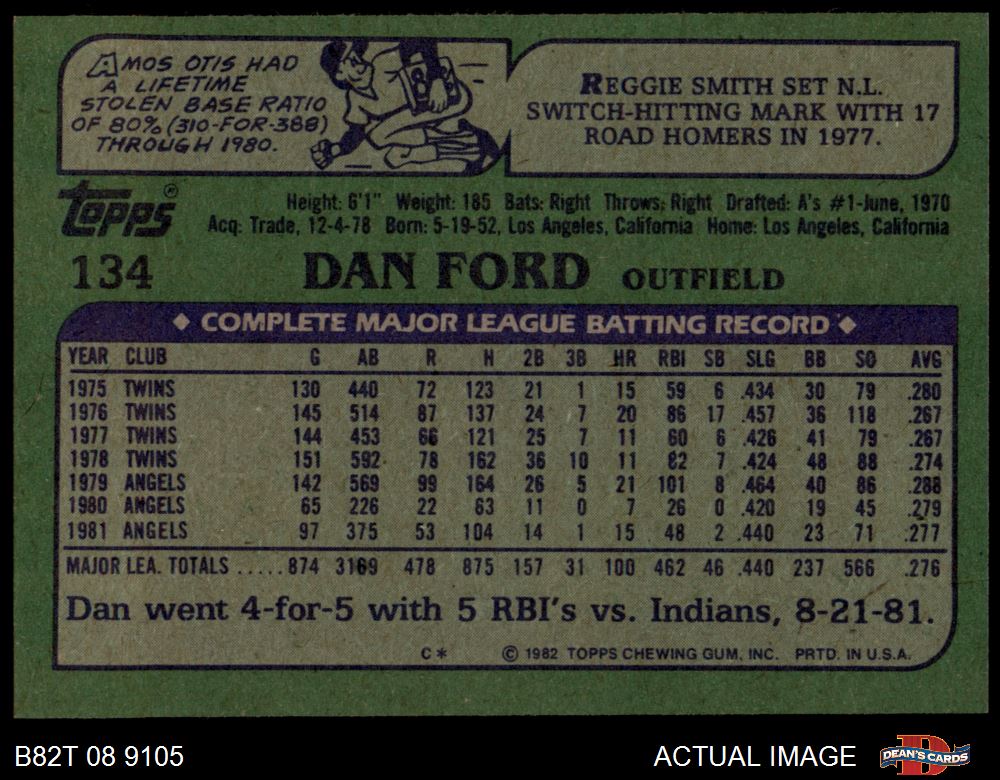 AMOS OTIS HAD
A LIFETIME
STOLEN BASE RATIO
OF 80% (310-FOR-388)
THROUGH 1980.
REGGIE SMITH SET N.L.
SWITCH-HITTING MARK WITH 17
ROAD HOMERS IN 1977.
Topps®
Height: 6'1" Weight: 185 Bats: Right Throws: Right Drafted: A's #1-June, 1970
Acq: Trade, 12-4-78 Born: 5-19-52, Los Angeles, California Home: Los Angeles, California
134 DAN FORD OUTFIELD
◆ COMPLETE MAJOR LEAGUE BATTING RECORD ◆
YEAR CLUB G AB R H 2B 3B HR RBI SB SLG BB SO AVG
1975 TWINS 130 440 72 123 21 1 15 59 6 .434 30 79 .280
1976 TWINS 145 514 87 137 24 7 20 86 17 .457 36 118 .267
1977 TWINS 144 453 66 121 25 7 11 60 6 .426 41 79 .267
1978 TWINS 151 592 78 162 36 10 11 82 7 .424 48 88 .274
1979 ANGELS 142 569 99 164 26 5 21 101 8 .464 40 86 .288
1980 ANGELS 65 226 22 63 11 0 7 26 0 .420 19 45 .279
1981 ANGELS 97 375 53 104 14 1 15 48 2 .440 23 71 .277
MAJOR LEA. TOTALS .....874 3169 478 875 157 31 100 462 46 .440 237 566 .276
Dan went 4-for-5 with 5 RBI's vs. Indians, 8-21-81.
C* © 1982 TOPPS CHEWING GUM, INC. PRTD. IN U.S.A.
B82T 08 9105 ACTUAL IMAGE
D
DEAN'S CARDS